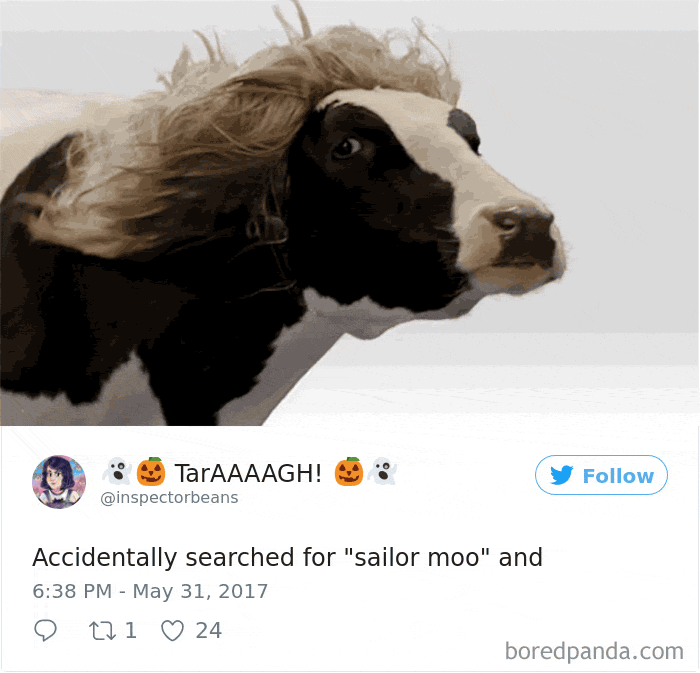 👻🎃 TarAAAAGH! 🎃👻
@inspectorbeans
Follow
Accidentally searched for "sailor moo" and
6:38 PM - May 31, 2017
1 24
boredpanda.com